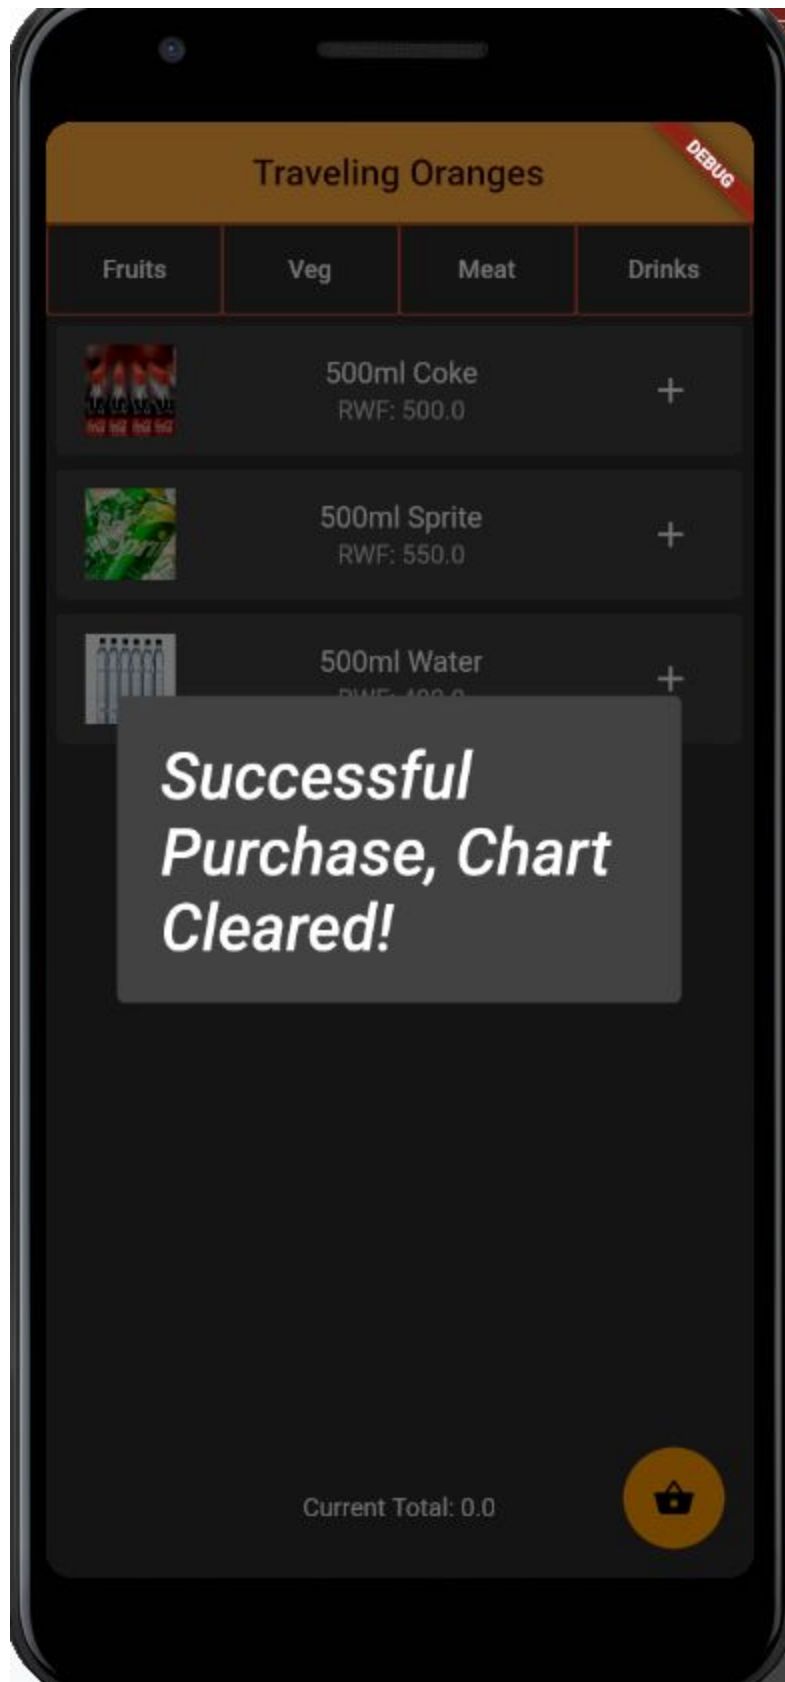 Traveling Oranges
DEBUG
Fruits Veg Meat Drinks
500ml Coke
RWF: 500.0
500ml Sprite
RWF: 550.0
500ml Water
Successful
Purchase, Chart
Cleared!
Current Total: 0.0